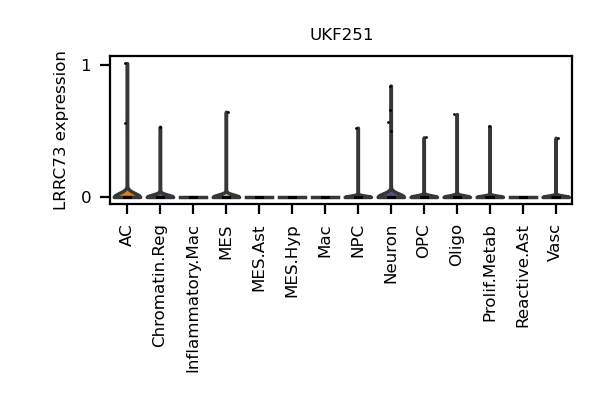 UKF251
LRRC73 expression
1
0
AC
Chromatin.Reg
Inflammatory.Mac
MES
MES.Ast
MES.Hyp
Mac
NPC
Neuron
OPC
Oligo
Prolif.Metab
Reactive.Ast
Vasc